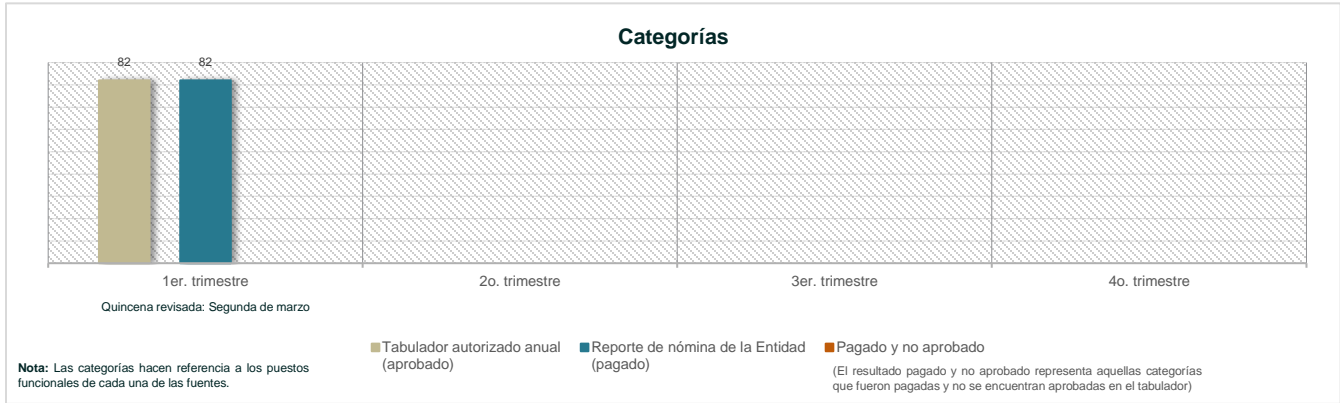 Categorías
82 82
1er. trimestre 2o. trimestre 3er. trimestre 4o. trimestre
Quincena revisada: Segunda de marzo
Tabulador autorizado anual
(aprobado)
Reporte de nómina de la Entidad
(pagado)
Pagado y no aprobado
(El resultado pagado y no aprobado representa aquellas categorías
que fueron pagadas y no se encuentran aprobadas en el tabulador)
Nota: Las categorías hacen referencia a los puestos
funcionales de cada una de las fuentes.